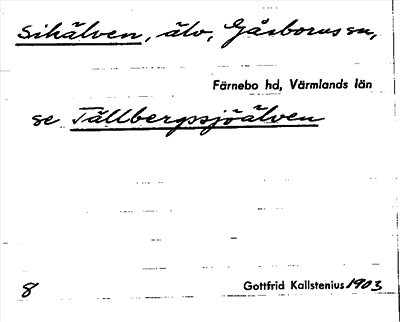 Sikälven, älv, Gåsborns sn,
Färnebo hd, Värmlands län
se Tällbergssjöälven
8 Gottfrid Kallstenius 1903